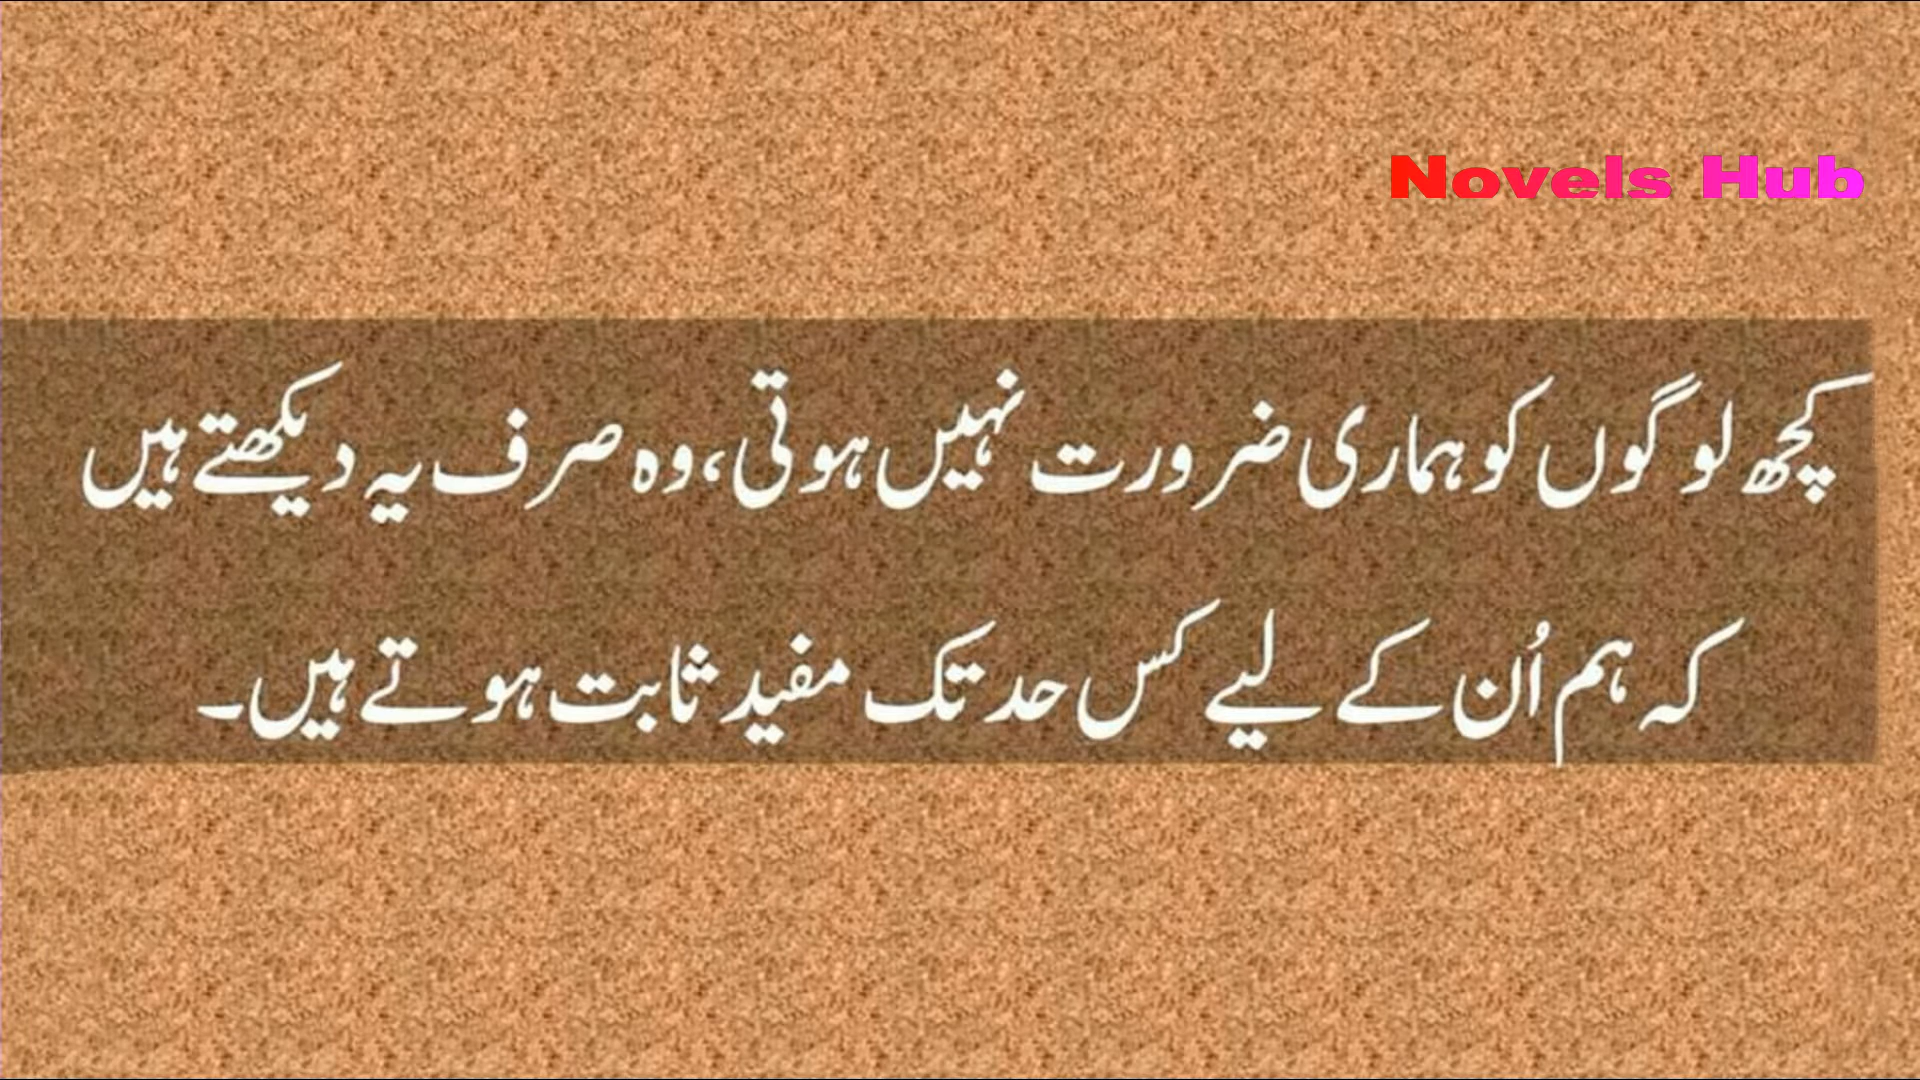 Novels Hub
کچھ لوگوں کو ہماری ضرورت نہیں ہوتی، وہ صرف یہ دیکھتے ہیں
کہ ہم اُن کے لیے کس حد تک مفید ثابت ہوتے ہیں۔